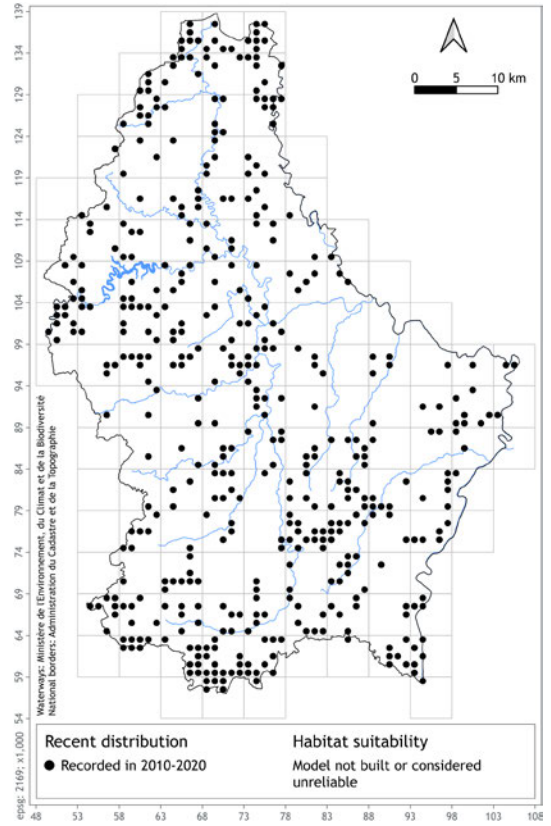 139
134
129
124
119
114
109
104
99
94
89
84
79
74
69
64
59
54
0 5 10 km
Waterways: Ministère de l'Environnement, du Climat et de la Biodiversité
National borders: Administration du Cadastre et de la Topographie
epsg: 2169; x1,000
Recent distribution
Recorded in 2010-2020
Habitat suitability
Model not built or considered
unreliable
48 53 58 63 68 73 78 83 88 93 98 103 108